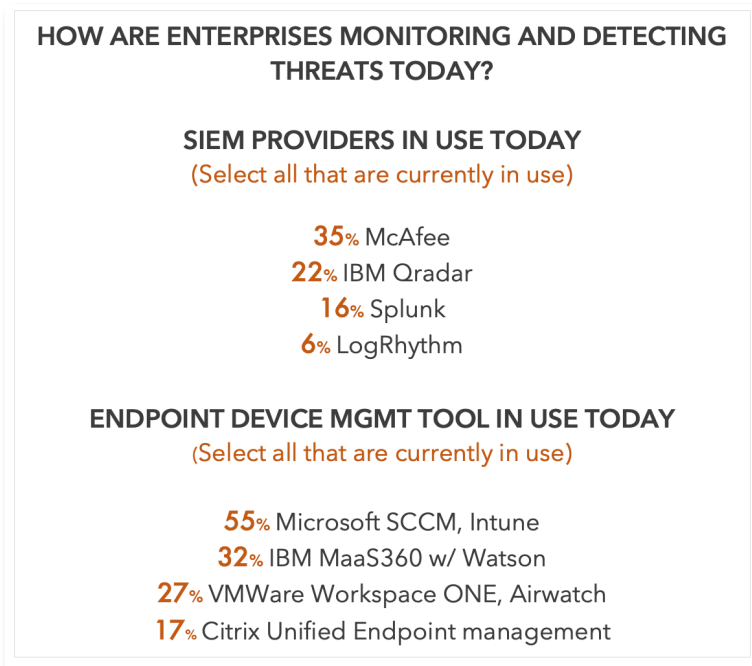 HOW ARE ENTERPRISES MONITORING AND DETECTING
THREATS TODAY?
SIEM PROVIDERS IN USE TODAY
(Select all that are currently in use)
35% McAfee
22% IBM Qradar
16% Splunk
6% LogRhythm
ENDPOINT DEVICE MGMT TOOL IN USE TODAY
(Select all that are currently in use)
55% Microsoft SCCM, Intune
32% IBM MaaS360 w/ Watson
27% VMWare Workspace ONE, Airwatch
17% Citrix Unified Endpoint management